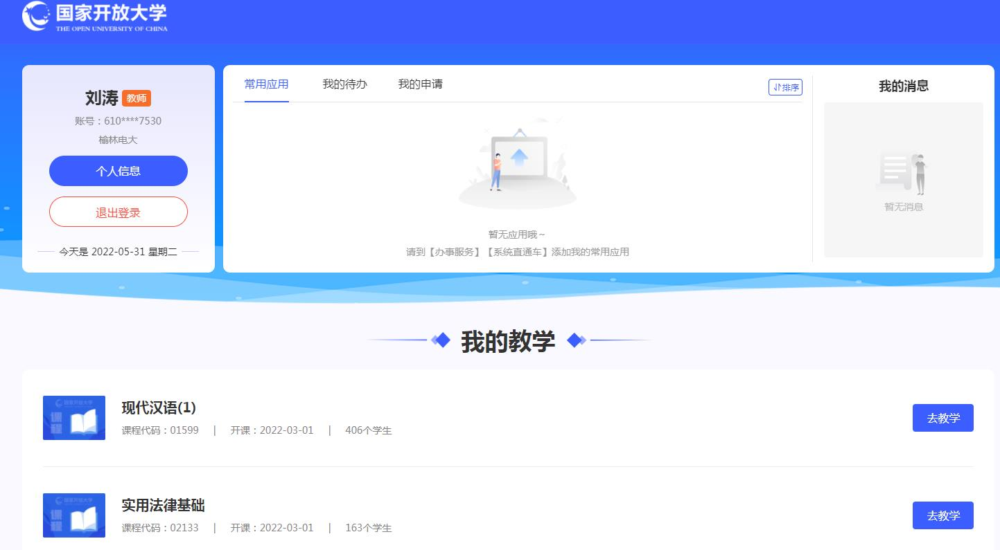 国家开放大学
THE OPEN UNIVERSITY OF CHINA
刘涛 教师
账号：610****7530
榆林电大
个人信息
退出登录
今天是 2022-05-31 星期二
常用应用 我的待办 我的申请
排序
暂无应用哦~
请到【办事服务】【系统直通车】添加我的常用应用
我的消息
暂无消息
我的教学
国家开放大学
课程
现代汉语(1)
课程代码：01599 | 开课：2022-03-01 | 406个学生
去教学
国家开放大学
课程
实用法律基础
课程代码：02133 | 开课：2022-03-01 | 163个学生
去教学